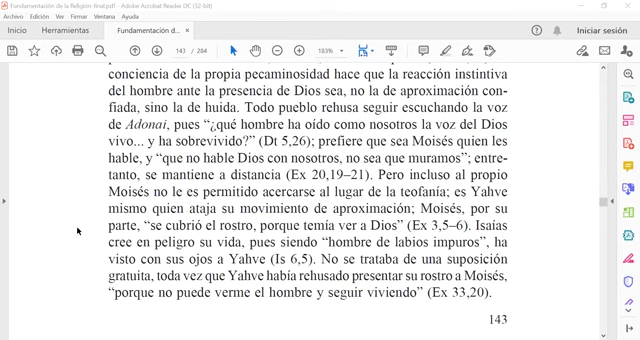 Fundamentación de la Religión-final.pdf - Adobe Acrobat Reader DC (32-bit)
Archivo Edición Ver Firmar Ventana Ayuda
Inicio Herramientas Fundamentación d... × Iniciar sesión
143 / 284 183%
conciencia de la propia pecaminosidad hace que la reacción instintiva
del hombre ante la presencia de Dios sea, no la de aproximación con-
fiada, sino la de huida. Todo pueblo rehusa seguir escuchando la voz
de Adonai, pues “¿qué hombre ha oído como nosotros la voz del Dios
vivo... y ha sobrevivido?” (Dt 5,26); prefiere que sea Moisés quien les
hable, y “que no hable Dios con nosotros, no sea que muramos”; entre-
tanto, se mantiene a distancia (Ex 20,19–21). Pero incluso al propio
Moisés no le es permitido acercarse al lugar de la teofanía; es Yahve
mismo quien ataja su movimiento de aproximación; Moisés, por su
parte, “se cubrió el rostro, porque temía ver a Dios” (Ex 3,5–6). Isaías
cree en peligro su vida, pues siendo “hombre de labios impuros”, ha
visto con sus ojos a Yahve (Is 6,5). No se trataba de una suposición
gratuita, toda vez que Yahve había rehusado presentar su rostro a Moisés,
“porque no puede verme el hombre y seguir viviendo” (Ex 33,20).
143